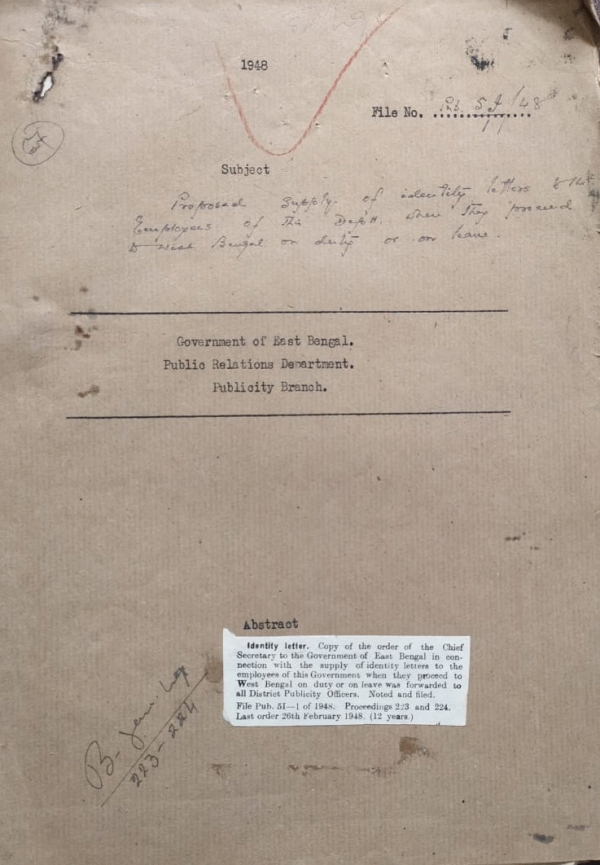 1948
File No. Pub. 5I/48
Subject
Proposed Supply of identity letters to the
Employees of this Deptt. when they proceed
to West Bengal on duty or on leave.
Government of East Bengal.
Public Relations Department.
Publicity Branch.
Abstract
Identity letter. Copy of the order of the Chief
Secretary to the Government of East Bengal in con-
nection with the supply of identity letters to the
employees of this Government when they proceed to
West Bengal on duty or on leave was forwarded to
all District Publicity Officers. Noted and filed.
File Pub. 5I—1 of 1948. Proceedings 223 and 224.
Last order 26th February 1948. (12 years.)
B-
223-224